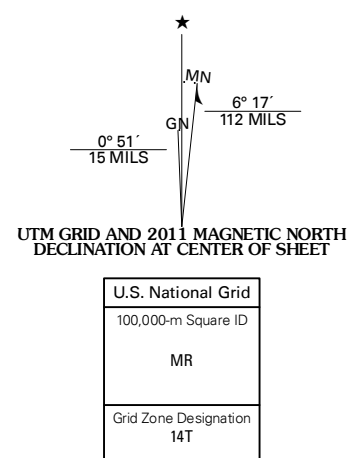 MN
GN
6° 17´
112 MILS
0° 51´
15 MILS
UTM GRID AND 2011 MAGNETIC NORTH
DECLINATION AT CENTER OF SHEET
U.S. National Grid
100,000-m Square ID
MR
Grid Zone Designation
14T